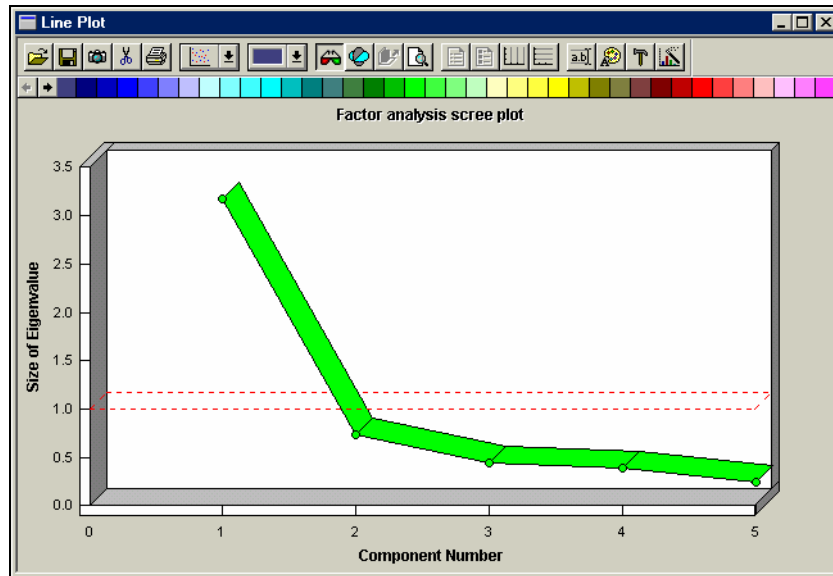 Line Plot
a.b
A
T
Factor analysis scree plot
3.5
3.0
2.5
2.0
1.5
1.0
0.5
0.0
Size of Eigenvalue
0 1 2 3 4 5
Component Number